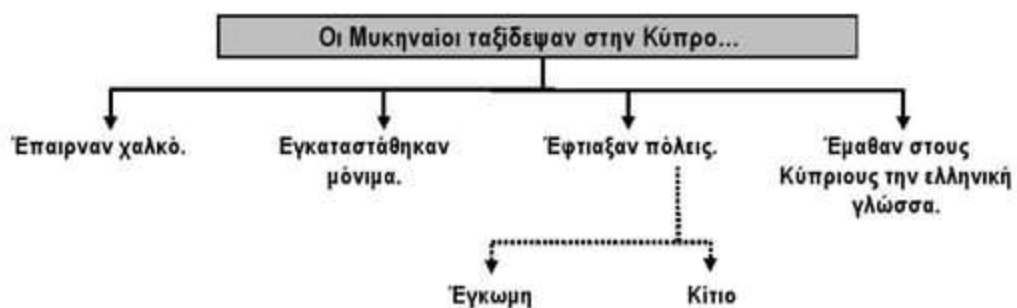 Οι Μυκηναίοι ταξίδεψαν στην Κύπρο...
Έπαιρναν χαλκό.
Εγκαταστάθηκαν
μόνιμα.
Έφτιαξαν πόλεις.
Έμαθαν στους
Κύπριους την ελληνική
γλώσσα.
Έγκωμη
Κίτιο